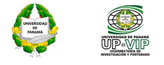 UNIVERSIDAD
DE
PANAMÁ
UNIVERSIDAD DE PANAMÁ
UP-VIP
VICERRECTORÍA DE
INVESTIGACIÓN Y POSTGRADO